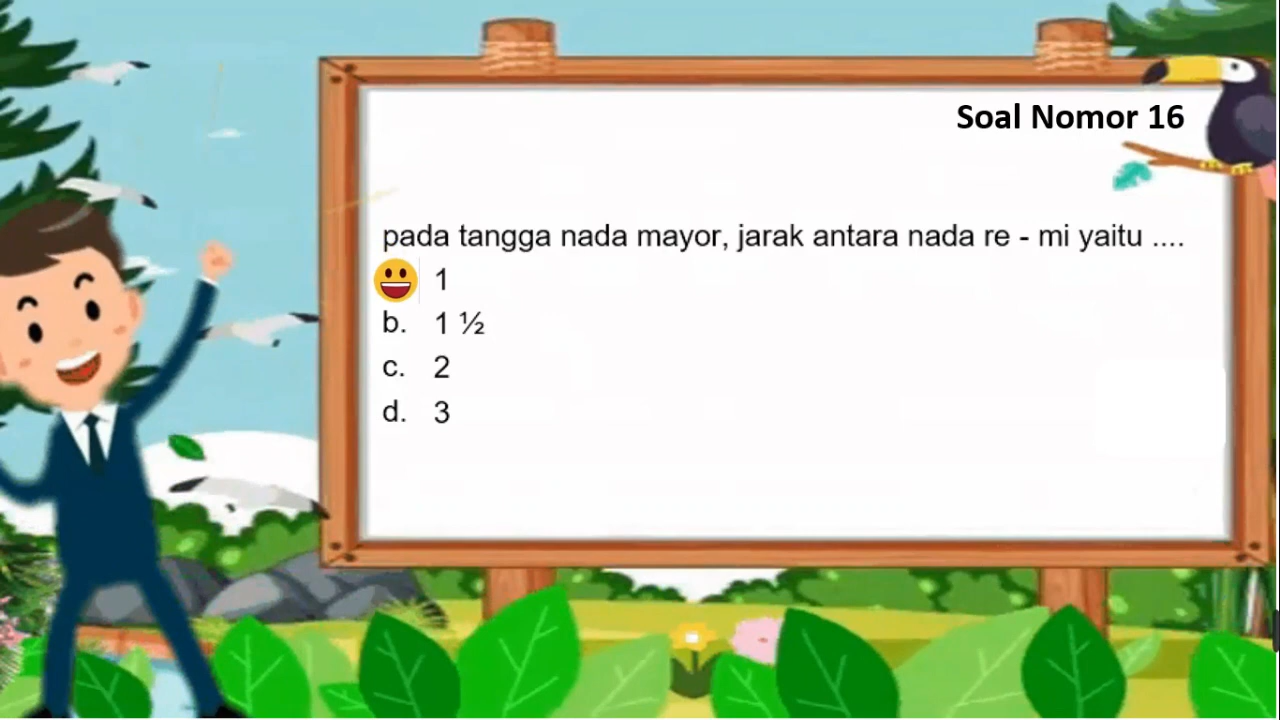 Soal Nomor 16
pada tangga nada mayor, jarak antara nada re - mi yaitu ....
1
b. 1 ½
c. 2
d. 3